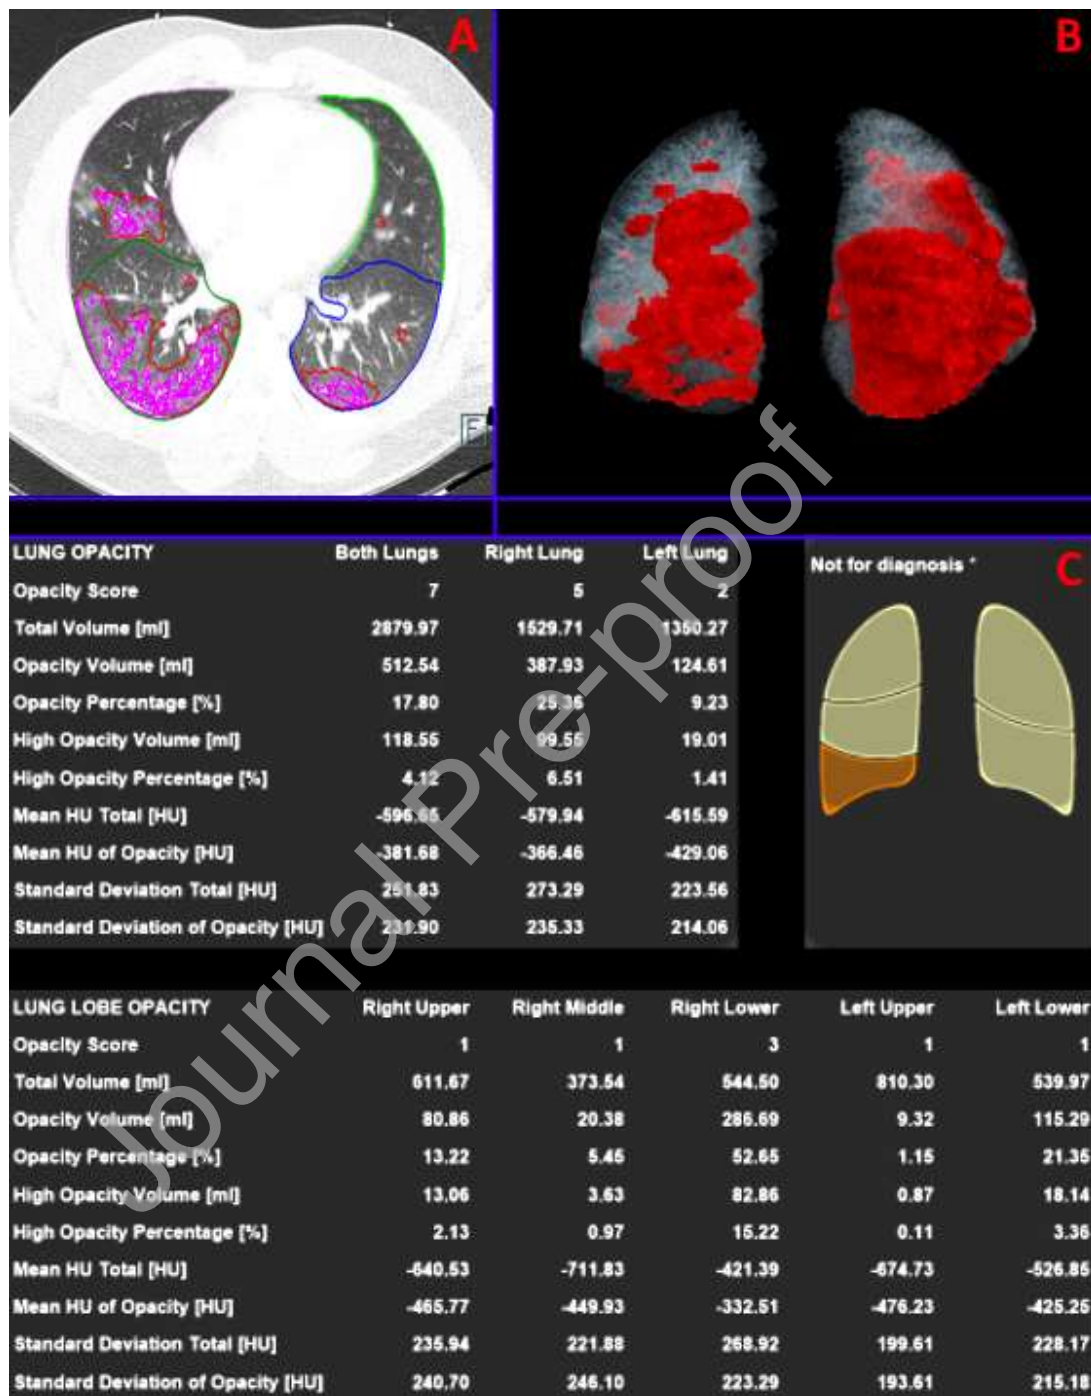 A
B
F
LUNG OPACITY Both Lungs Right Lung Left Lung
Opacity Score 7 5 2
Total Volume [ml] 2879.97 1529.71 1350.27
Opacity Volume [ml] 512.54 387.93 124.61
Opacity Percentage [%] 17.80 25.36 9.23
High Opacity Volume [ml] 118.55 99.55 19.01
High Opacity Percentage [%] 4.12 6.51 1.41
Mean HU Total [HU] -596.65 -579.94 -615.59
Mean HU of Opacity [HU] -381.68 -366.46 -429.06
Standard Deviation Total [HU] 251.83 273.29 223.56
Standard Deviation of Opacity [HU] 231.90 235.33 214.06
Not for diagnosis *
C
LUNG LOBE OPACITY Right Upper Right Middle Right Lower Left Upper Left Lower
Opacity Score 1 1 3 1 1
Total Volume [ml] 611.67 373.54 544.50 810.30 539.97
Opacity Volume [ml] 80.86 20.38 286.69 9.32 115.29
Opacity Percentage [%] 13.22 5.45 52.65 1.15 21.35
High Opacity Volume [ml] 13.06 3.63 82.86 0.87 18.14
High Opacity Percentage [%] 2.13 0.97 15.22 0.11 3.36
Mean HU Total [HU] -640.53 -711.83 -421.39 -674.73 -526.85
Mean HU of Opacity [HU] -465.77 -449.93 -332.51 -476.23 -425.25
Standard Deviation Total [HU] 235.94 221.88 268.92 199.61 228.17
Standard Deviation of Opacity [HU] 240.70 246.10 223.29 193.61 215.18
Journal Pre-proof